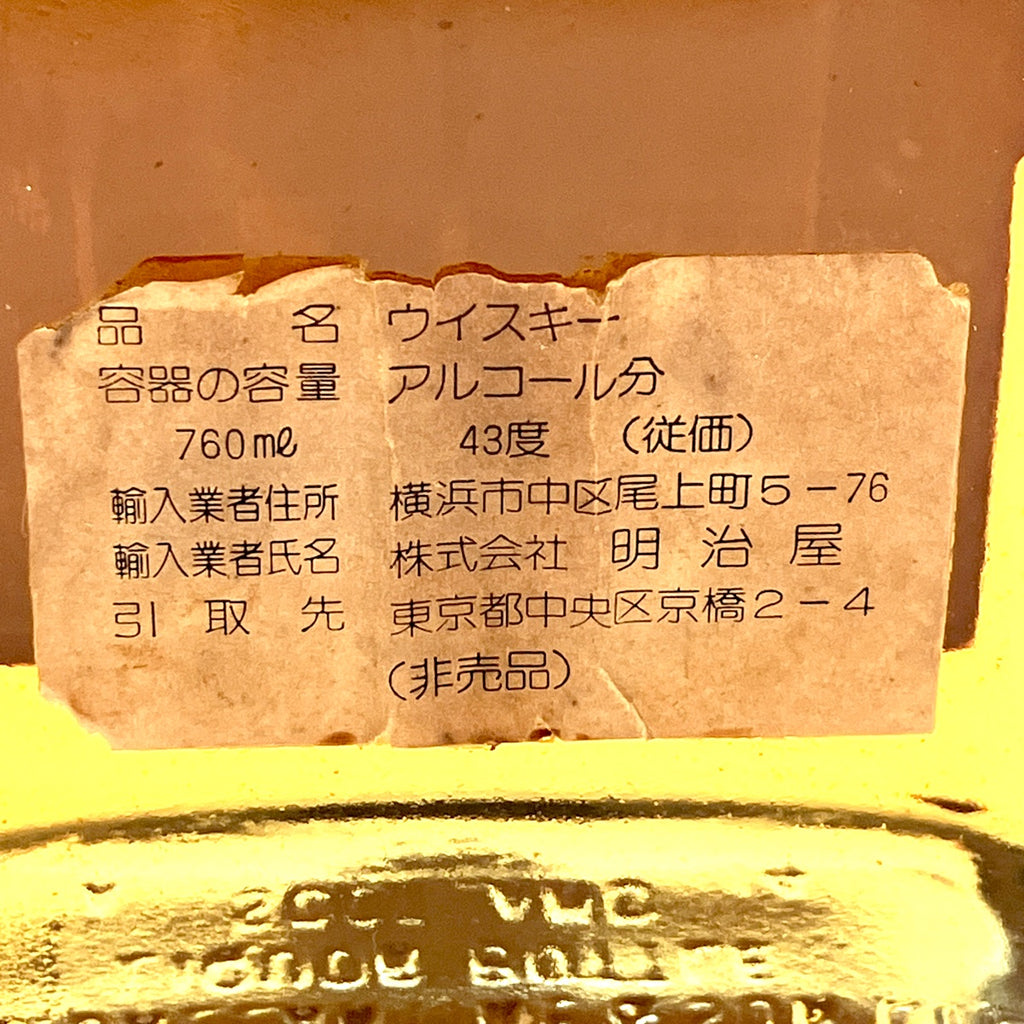 品名 ウイスキー
容器の容量 アルコール分
760ml 43度 (従価)
輸入業者住所 横浜市中区尾上町5-76
輸入業者氏名 株式会社 明治屋
引取先 東京都中央区京橋2-4
(非売品)
LIQUOR BOTTLE